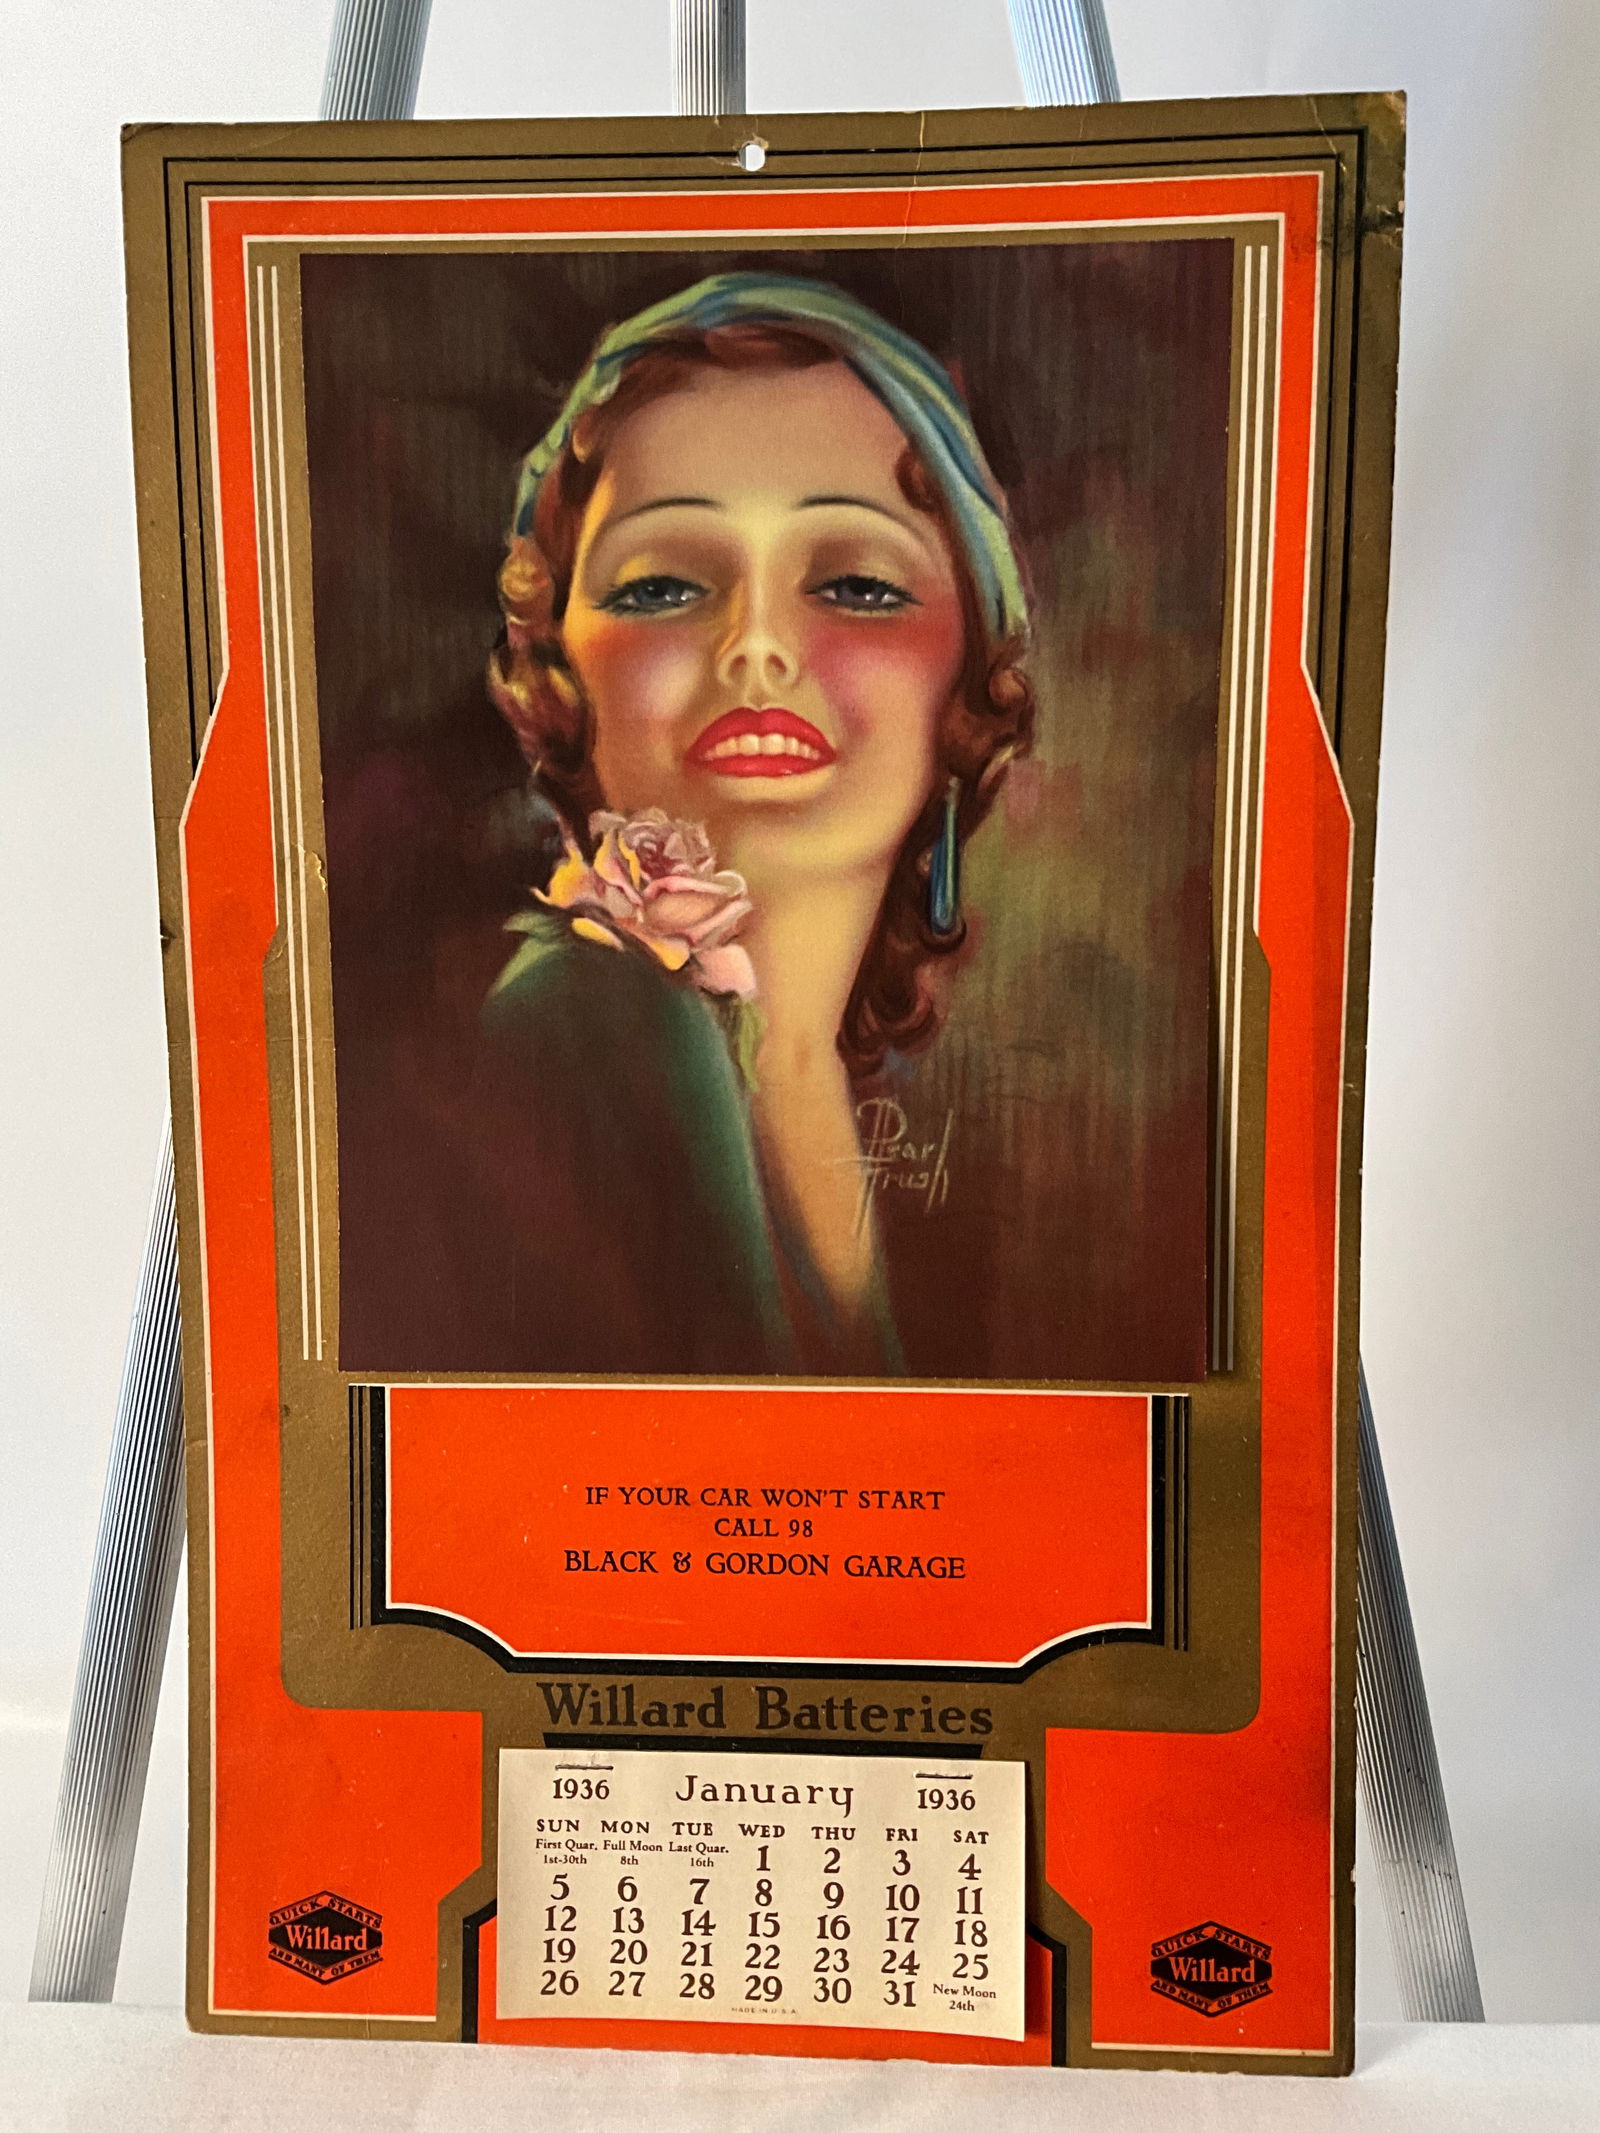 Pearl
Frush
IF YOUR CAR WON'T START
CALL 98
BLACK & GORDON GARAGE
Willard Batteries
1936 January 1936
SUN MON TUE WED THU FRI SAT
First Quar. 1st-30th Full Moon 8th Last Quar. 16th 1 2 3 4
5 6 7 8 9 10 11
12 13 14 15 16 17 18
19 20 21 22 23 24 25
26 27 28 29 30 31 New Moon 24th
MADE IN U.S.A.
QUICK STARTS
Willard
AND MANY OF THEM
QUICK STARTS
Willard
AND MANY OF THEM